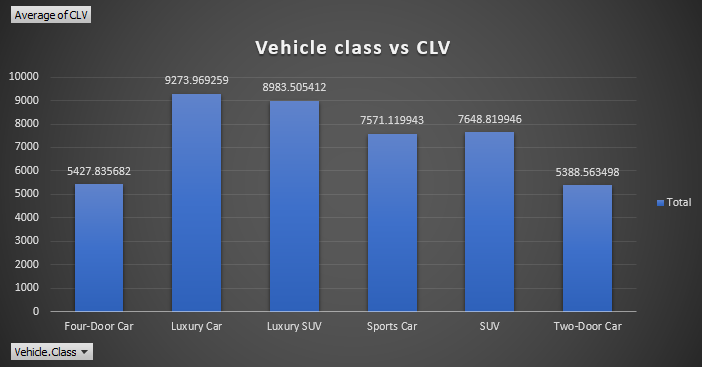 Average of CLV
Vehicle class vs CLV
10000
9000
8000
7000
6000
5000
4000
3000
2000
1000
0
5427.835682
9273.969259
8983.505412
7571.119943
7648.819946
5388.563498
Four-Door Car
Luxury Car
Luxury SUV
Sports Car
SUV
Two-Door Car
Total
Vehicle.Class